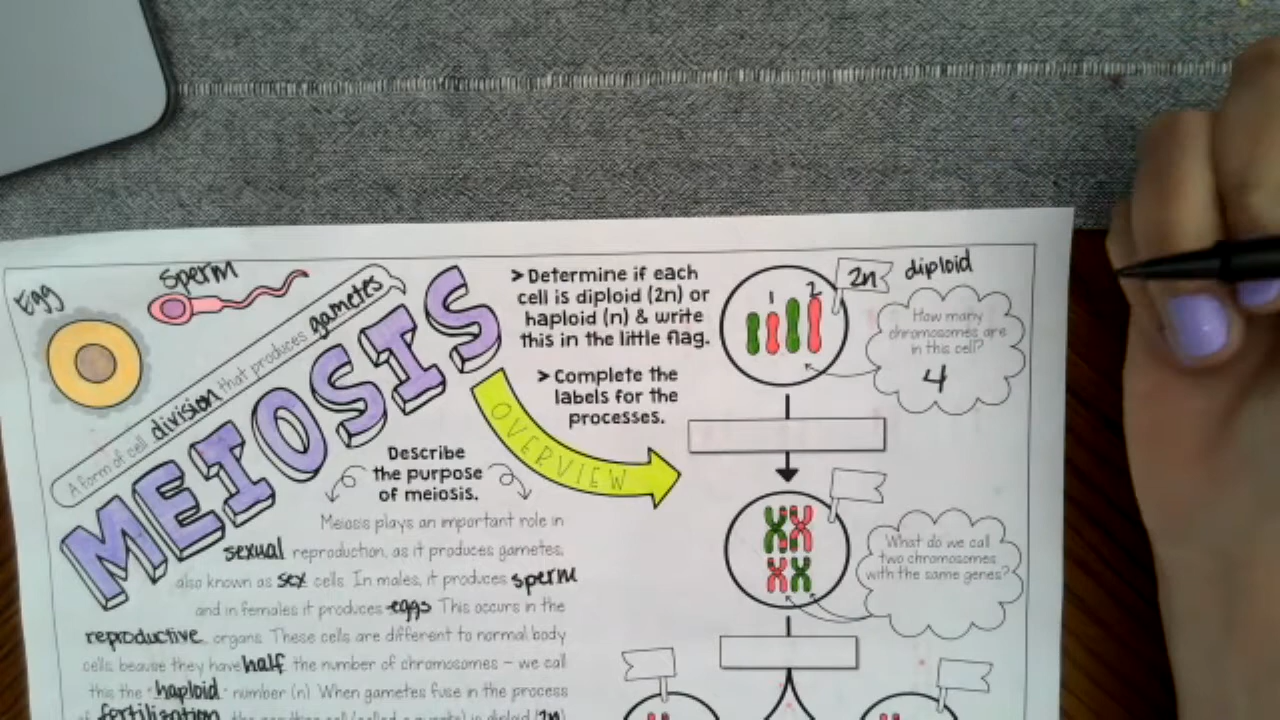 Egg
Sperm
A form of cell division that produces gametes
MEIOSIS
OVERVIEW
> Determine if each
cell is diploid (2n) or
haploid (n) & write
this in the little flag.
> Complete the
labels for the
processes.
Describe
the purpose
of meiosis.
Meiosis plays an important role in
sexual reproduction, as it produces gametes,
also known as sex cells. In males, it produces sperm
and in females it produces eggs. This occurs in the
reproductive organs. These cells are different to normal body
cells beause they have half the number of chromosomes – we call
this the "haploid" number (n). When gametes fuse in the process
of fertilization
is diploid (2n)
1 2
2n diploid
How many
chromosomes are
in this cell?
4
What do we call
two chromosomes
with the same genes?